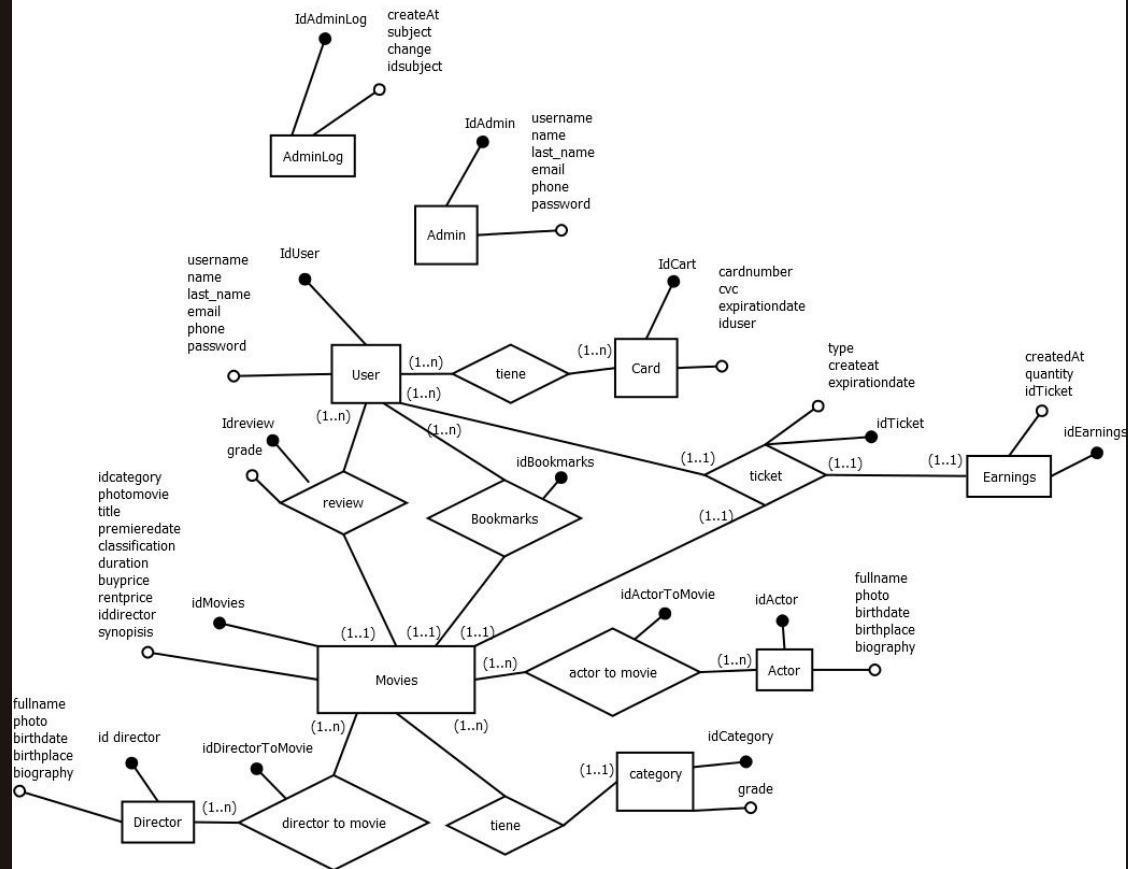 IdAdminLog
createAt
subject
change
idsubject
AdminLog
IdAdmin
username
name
last_name
email
phone
password
Admin
IdUser
username
name
last_name
email
phone
password
User
(1..n)
tiene
(1..n)
IdCart
cardnumber
cvc
expirationdate
iduser
Card
(1..n)
(1..n)
(1..n)
type
createat
expirationdate
idTicket
(1..1)
ticket
(1..1)
(1..1)
createdAt
quantity
idTicket
idEarnings
(1..1)
Earnings
Idreview
grade
review
idBookmarks
Bookmarks
idcategory
photomovie
title
premieredate
classification
duration
buyprice
rentprice
iddirector
synopisis
idMovies
(1..1)
(1..1)
(1..1)
Movies
(1..n)
idActorToMovie
actor to movie
(1..n)
idActor
Actor
fullname
photo
birthdate
birthplace
biography
(1..n)
(1..n)
fullname
photo
birthdate
birthplace
biography
id director
Director
(1..n)
idDirectorToMovie
director to movie
tiene
(1..1)
category
idCategory
grade